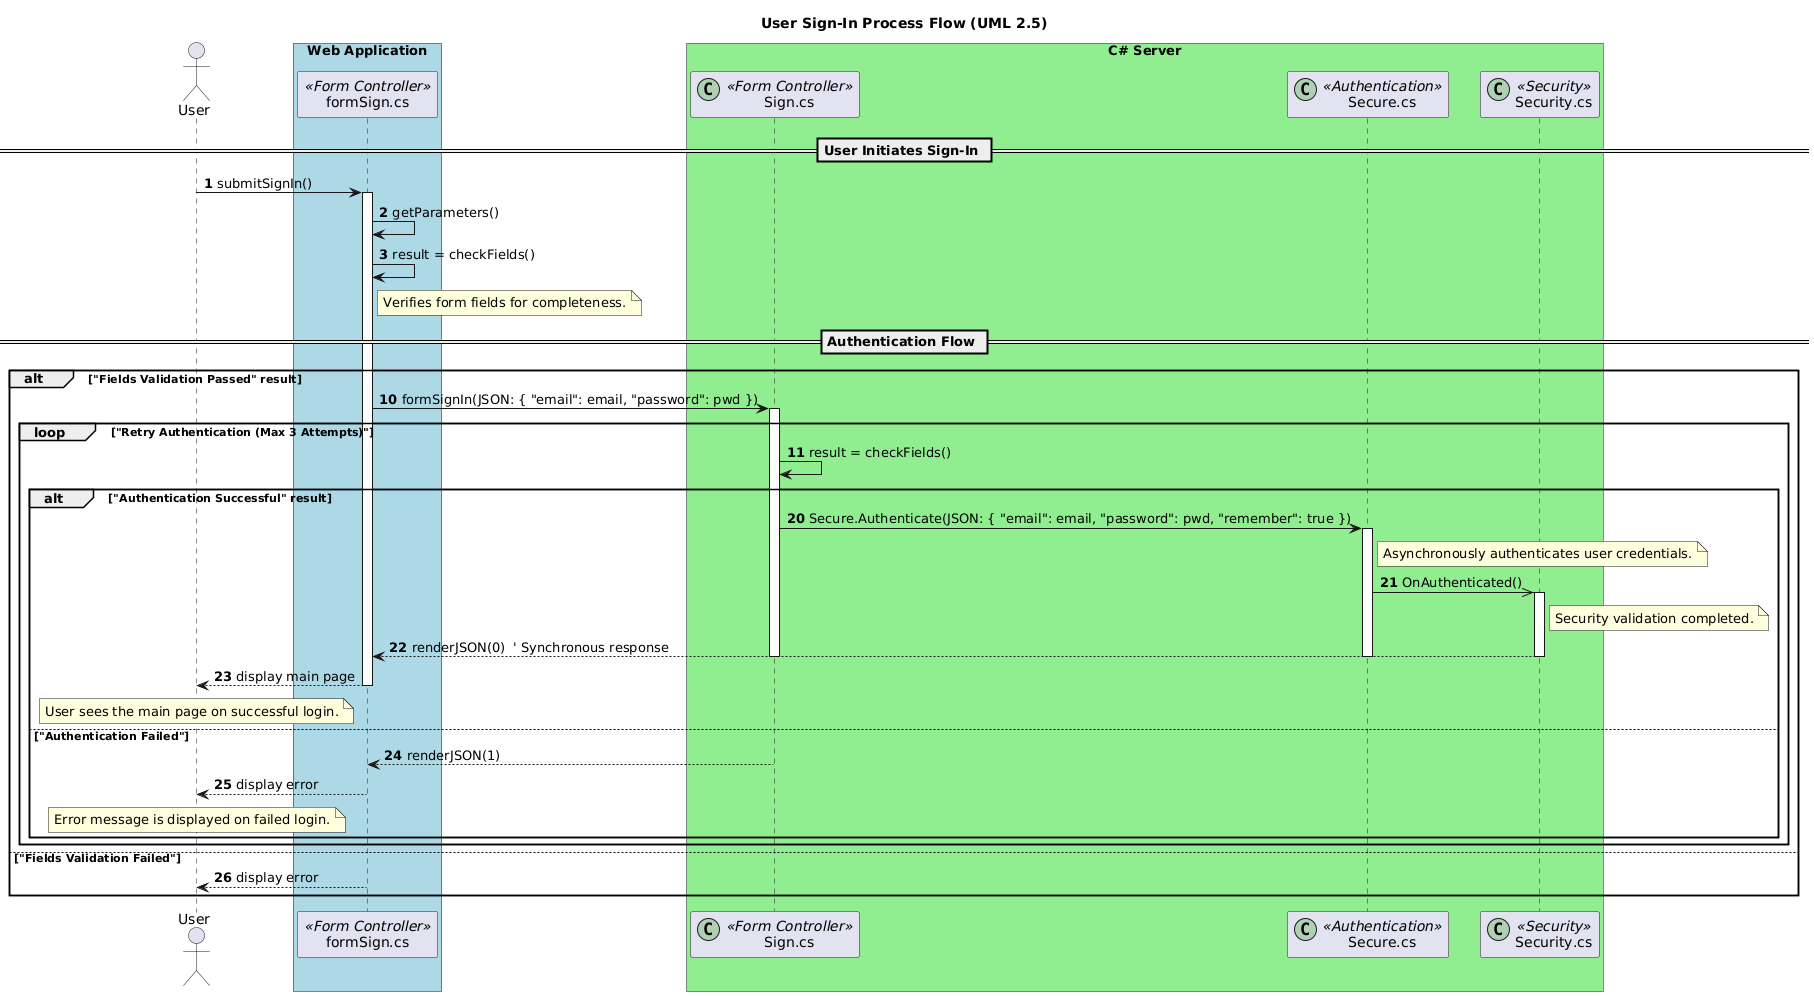 User Sign-In Process Flow (UML 2.5)
Web Application
C# Server
User
«Form Controller»
formSign.cs
C
«Form Controller»
Sign.cs
C
«Authentication»
Secure.cs
C
«Security»
Security.cs
User Initiates Sign-In
1 submitSignIn()
2 getParameters()
3 result = checkFields()
Verifies form fields for completeness.
Authentication Flow
alt ["Fields Validation Passed" result]
10 formSignIn(JSON: { "email": email, "password": pwd })
loop ["Retry Authentication (Max 3 Attempts)"]
11 result = checkFields()
alt ["Authentication Successful" result]
20 Secure.Authenticate(JSON: { "email": email, "password": pwd, "remember": true })
Asynchronously authenticates user credentials.
21 OnAuthenticated()
Security validation completed.
22 renderJSON(0)  ' Synchronous response
23 display main page
User sees the main page on successful login.
["Authentication Failed"]
24 renderJSON(1)
25 display error
Error message is displayed on failed login.
["Fields Validation Failed"]
26 display error
User
«Form Controller»
formSign.cs
C
«Form Controller»
Sign.cs
C
«Authentication»
Secure.cs
C
«Security»
Security.cs